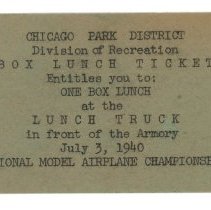 CHICAGO PARK DISTRICT
Division of Recreation
BOX LUNCH TICKET
Entitles you to:
ONE BOX LUNCH
at the
LUNCH TRUCK
in front of the Armory
July 3, 1940
IONAL MODEL AIRPLANE CHAMPIONSH